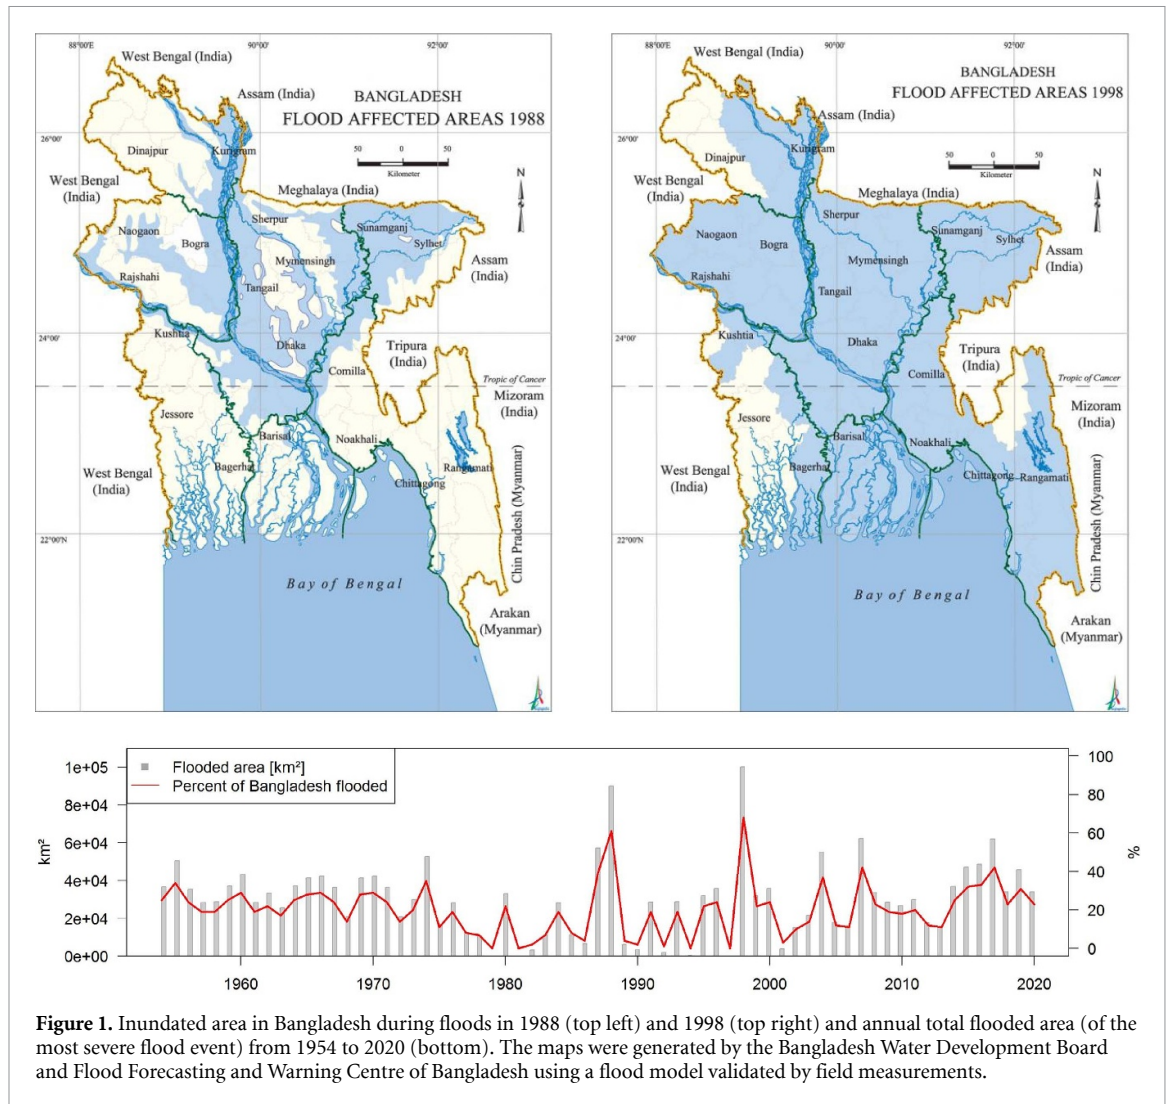 88°00'E
90°00'
92°00'
West Bengal (India)
Assam (India)
BANGLADESH
FLOOD AFFECTED AREAS 1988
26°00'
50 0 50
Kilometer
N
Dinajpur
Kurigram
West Bengal
(India)
Meghalaya (India)
Sherpur
Naogaon
Bogra
Sunamganj
Sylhet
Mymensingh
Assam
(India)
Rajshahi
Tangail
24°00'
Kushtia
Dhaka
Tripura
(India)
Comilla
Tropic of Cancer
Mizoram
(India)
Jessore
Barisal
Noakhali
West Bengal
(India)
Bagerhat
Rangamati
Chittagong
22°00'N
Chin Pradesh (Myanmar)
Bay of Bengal
Arakan
(Myanmar)
88°00'E
90°00'
92°00'
West Bengal (India)
BANGLADESH
FLOOD AFFECTED AREAS 1998
Assam (India)
26°00'
50 0 50
Kilometer
N
Kurigram
Dinajpur
West Bengal
(India)
Meghalaya (India)
Sherpur
Naogaon
Bogra
Sunamganj
Sylhet
Mymensingh
Assam
(India)
Rajshahi
Tangail
24°00'
Kushtia
Dhaka
Tripura
(India)
Comilla
Tropic of Cancer
Mizoram
(India)
Jessore
Barisal
Noakhali
West Bengal
(India)
Bagerhat
Chittagong
Rangamati
22°00'N
Chin Pradesh (Myanmar)
Bay of Bengal
Arakan
(Myanmar)
Flooded area [km²]
Percent of Bangladesh flooded
km²
1e+05
8e+04
6e+04
4e+04
2e+04
0e+00
100
80
60
40
20
0
%
1960 1970 1980 1990 2000 2010 2020
Figure 1. Inundated area in Bangladesh during floods in 1988 (top left) and 1998 (top right) and annual total flooded area (of the
most severe flood event) from 1954 to 2020 (bottom). The maps were generated by the Bangladesh Water Development Board
and Flood Forecasting and Warning Centre of Bangladesh using a flood model validated by field measurements.